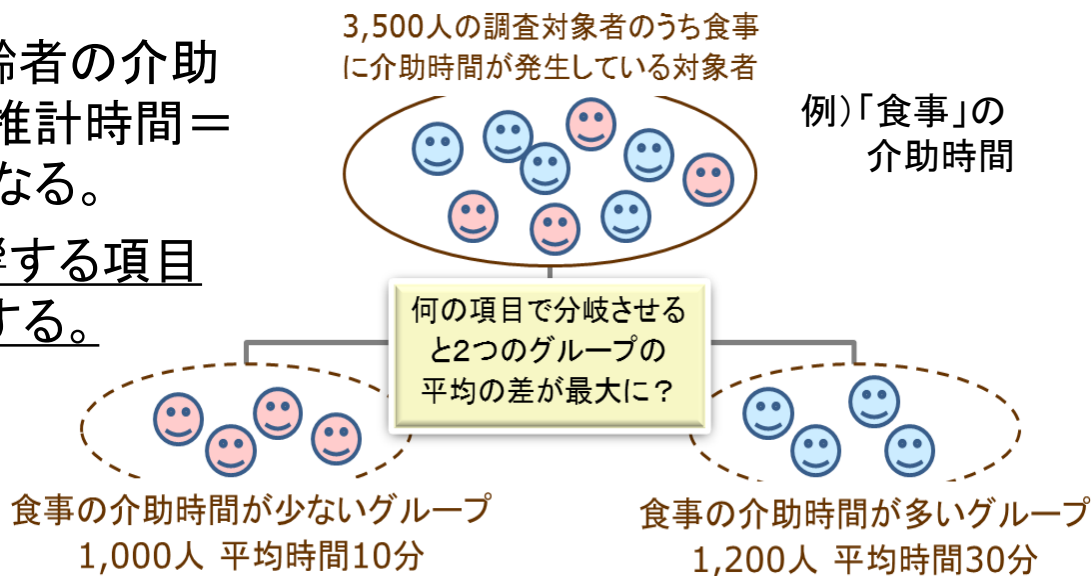 齢者の介助
推計時間＝
なる。
響する項目
する。
3,500人の調査対象者のうち食事
に介助時間が発生している対象者
例）「食事」の
介助時間
何の項目で分岐させる
と2つのグループの
平均の差が最大に？
食事の介助時間が少ないグループ
1,000人 平均時間10分
食事の介助時間が多いグループ
1,200人 平均時間30分